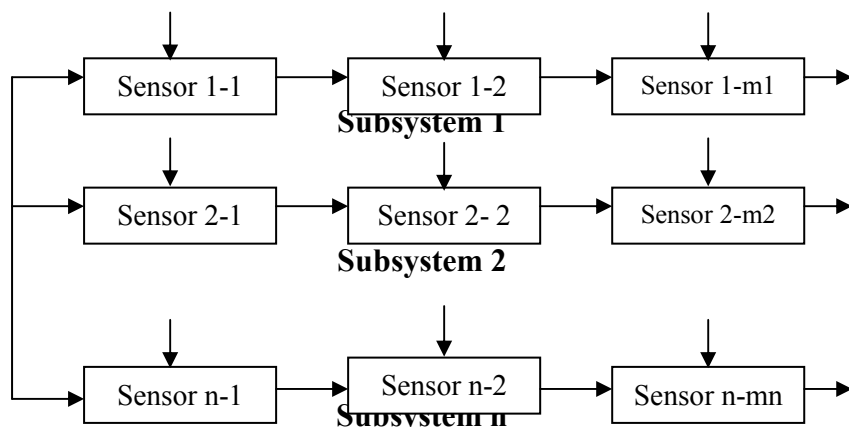 Sensor 1-1 Sensor 1-2 Sensor 1-m1
Subsystem 1
Sensor 2-1 Sensor 2- 2 Sensor 2-m2
Subsystem 2
Sensor n-1 Sensor n-2 Sensor n-mn
Subsystem n